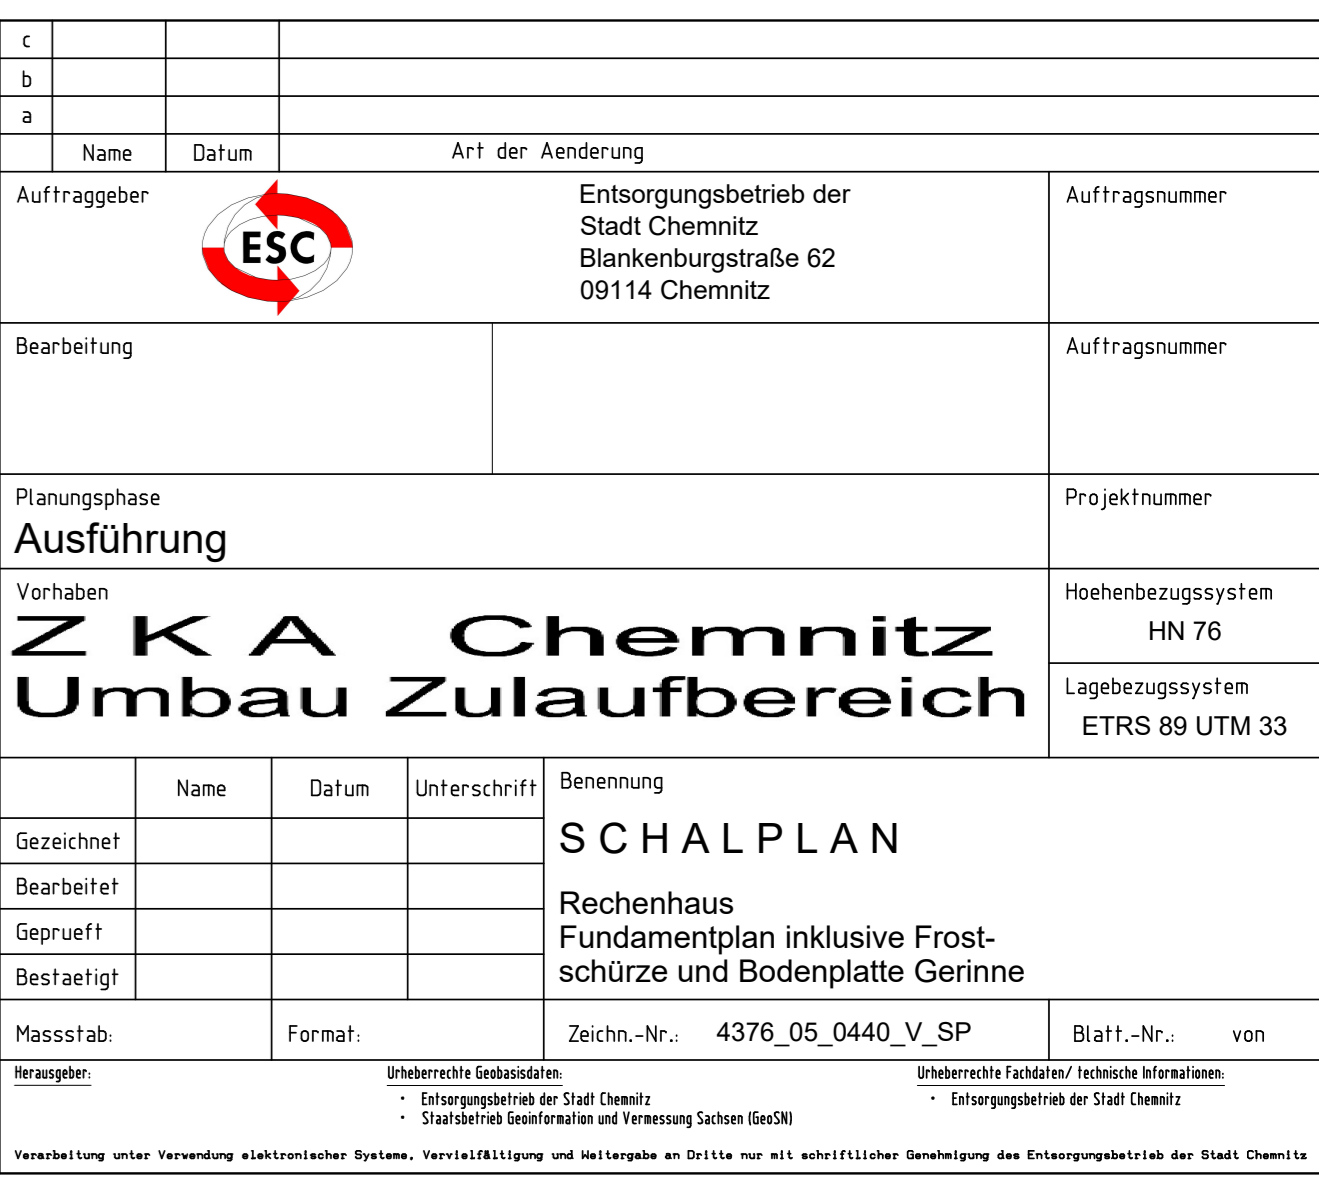 c
b
a
Name Datum Art der Aenderung
Auftraggeber
ESC
Entsorgungsbetrieb der
Stadt Chemnitz
Blankenburgstraße 62
09114 Chemnitz
Auftragsnummer
Bearbeitung
Auftragsnummer
Planungsphase
Ausführung
Projektnummer
Vorhaben
Z K A Chemnitz
Umbau Zulaufbereich
Hoehenbezugssystem
HN 76
Lagebezugssystem
ETRS 89 UTM 33
Name Datum Unterschrift
Gezeichnet
Bearbeitet
Geprueft
Bestaetigt
Benennung
S C H A L P L A N
Rechenhaus
Fundamentplan inklusive Frost-
schürze und Bodenplatte Gerinne
Massstab: Format: Zeichn.-Nr.: 4376_05_0440_V_SP Blatt.-Nr.: von
Herausgeber:
Urheberrechte Geobasisdaten:
• Entsorgungsbetrieb der Stadt Chemnitz
• Staatsbetrieb Geoinformation und Vermessung Sachsen (GeoSN)
Urheberrechte Fachdaten/ technische Informationen:
• Entsorgungsbetrieb der Stadt Chemnitz
Verarbeitung unter Verwendung elektronischer Systeme, Vervielfältigung und Weitergabe an Dritte nur mit schriftlicher Genehmigung des Entsorgungsbetrieb der Stadt Chemnitz